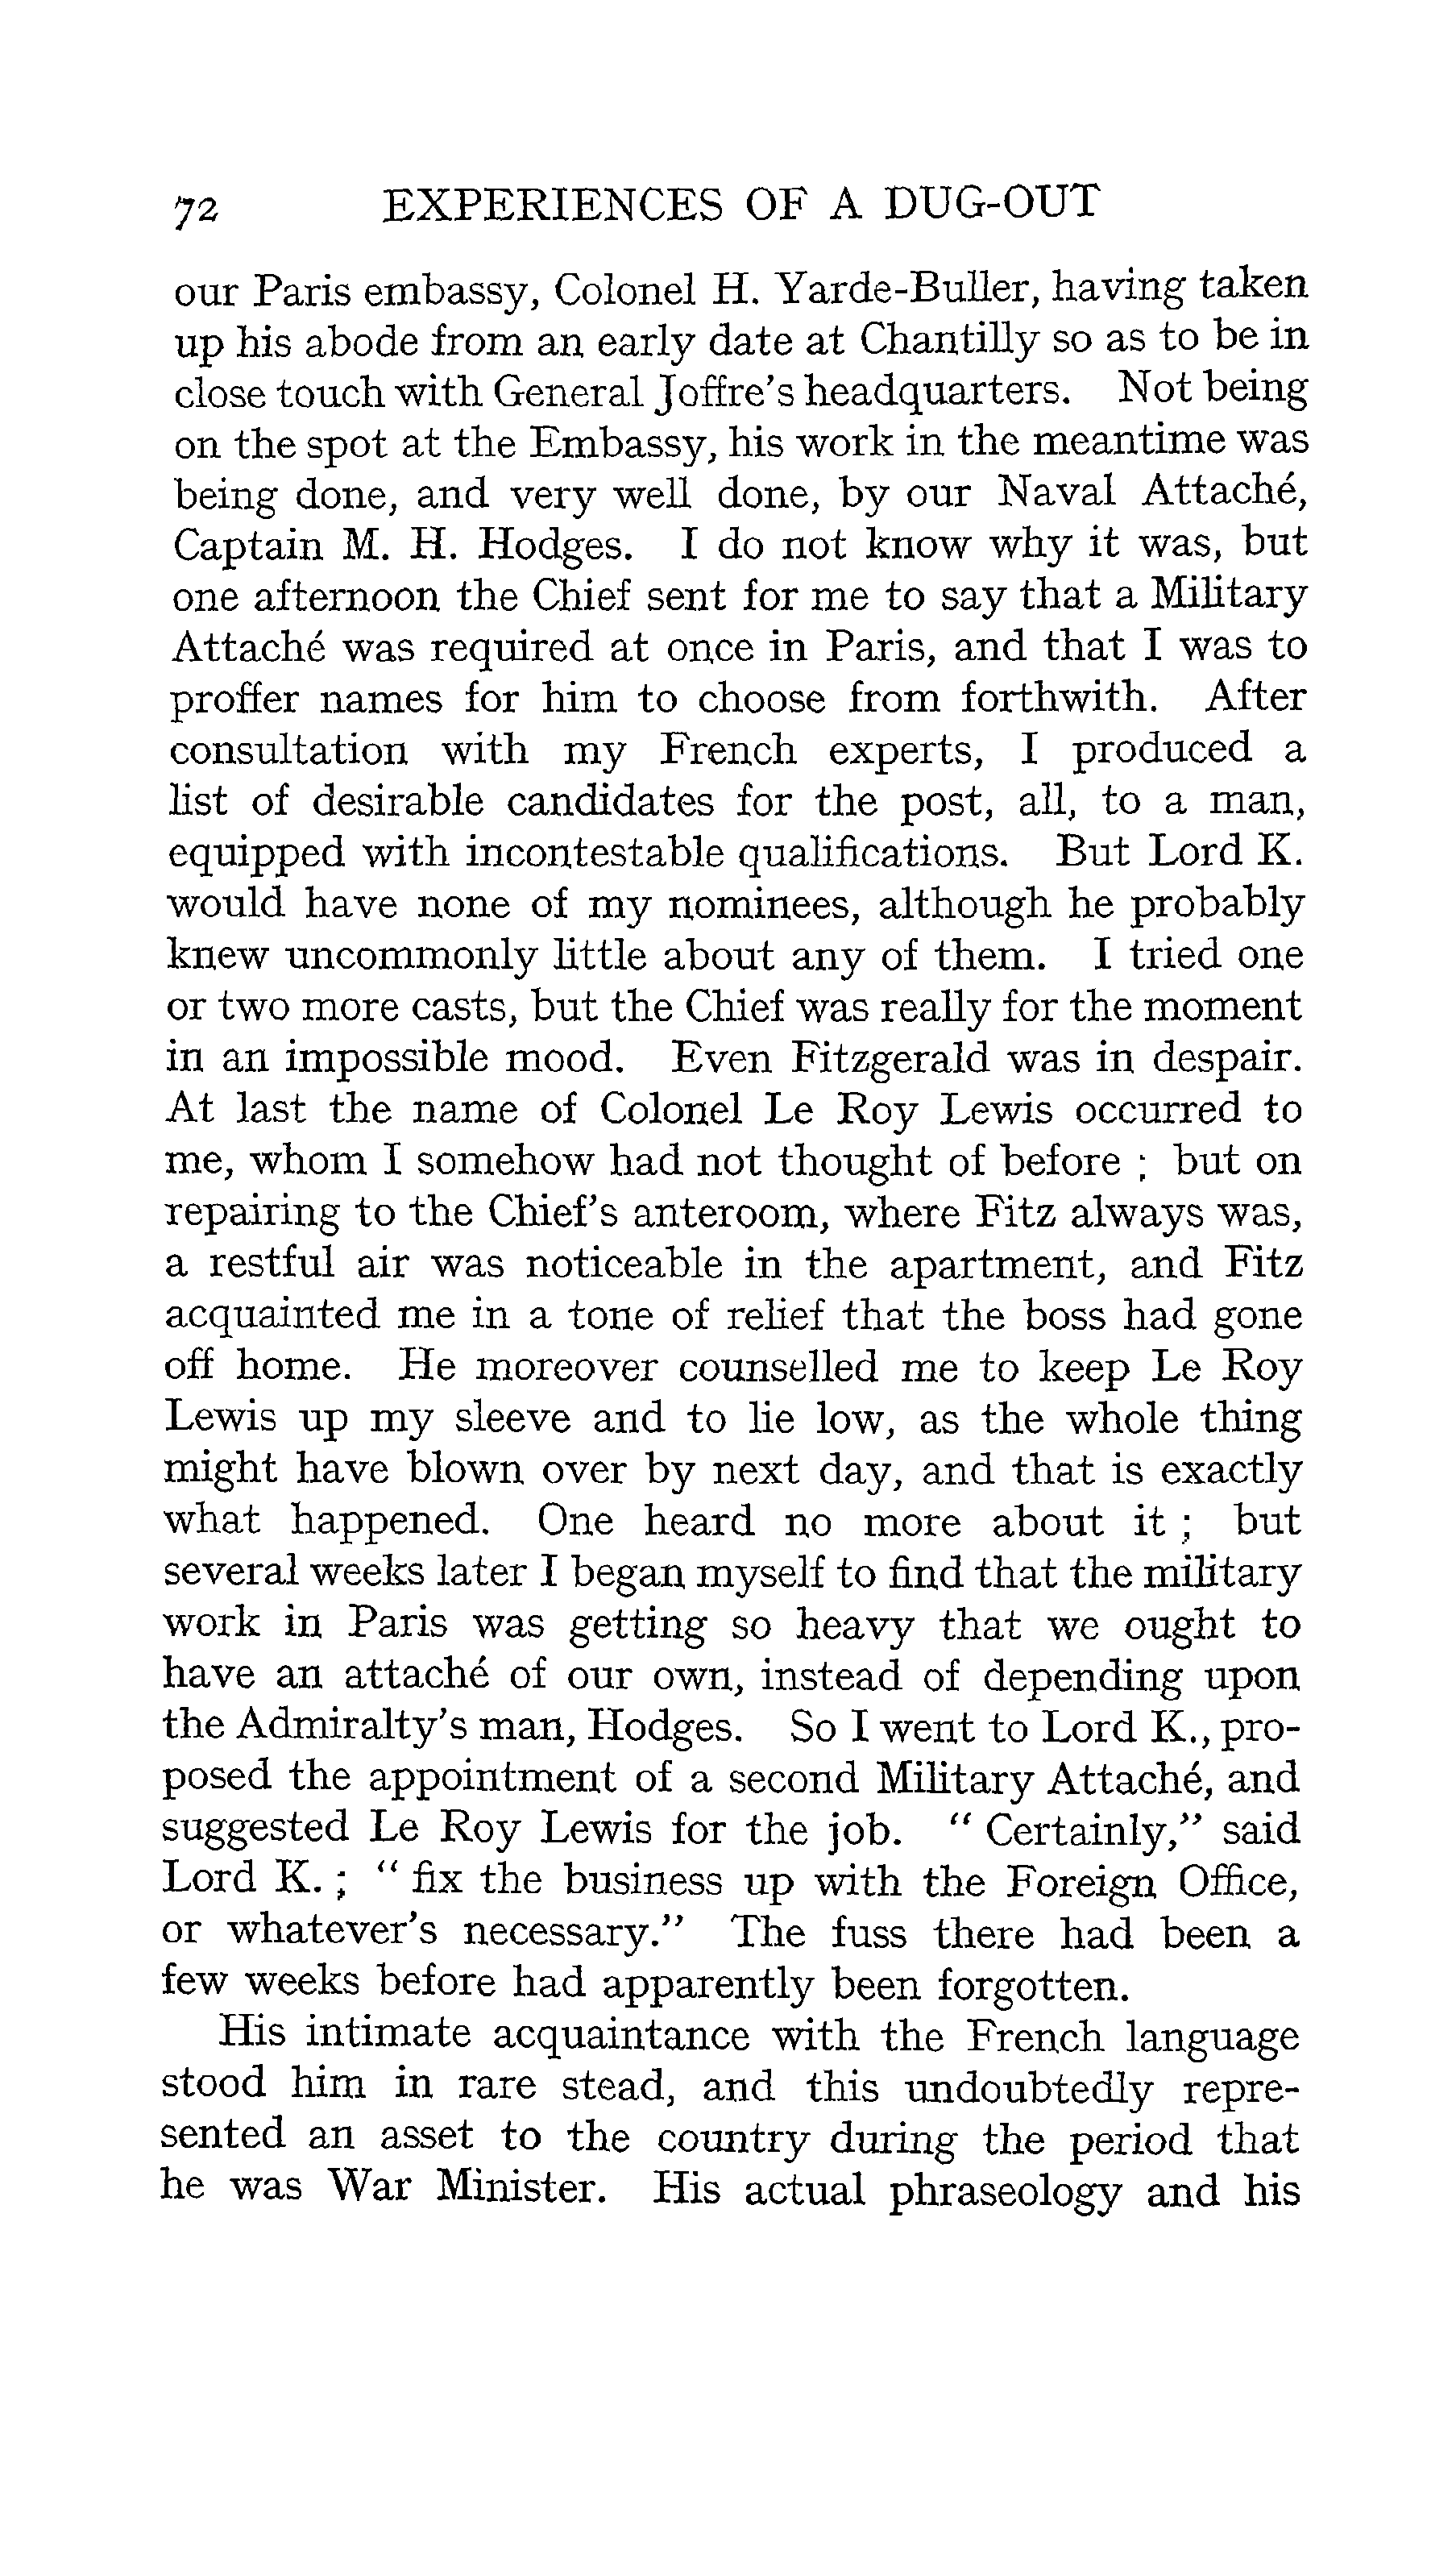 72 EXPERIENCES OF A DUG-OUT
our Paris embassy, Colonel H. Yarde-Buller, having taken
up his abode from an early date at Chantilly so as to be in
close touch with General Joffre's headquarters. Not being
on the spot at the Embassy, his work in the meantime was
being done, and very well done, by our Naval Attaché,
Captain M. H. Hodges. I do not know why it was, but
one afternoon the Chief sent for me to say that a Military
Attaché was required at once in Paris, and that I was to
proffer names for him to choose from forthwith. After
consultation with my French experts, I produced a
list of desirable candidates for the post, all, to a man,
equipped with incontestable qualifications. But Lord K.
would have none of my nominees, although he probably
knew uncommonly little about any of them. I tried one
or two more casts, but the Chief was really for the moment
in an impossible mood. Even Fitzgerald was in despair.
At last the name of Colonel Le Roy Lewis occurred to
me, whom I somehow had not thought of before ; but on
repairing to the Chief's anteroom, where Fitz always was,
a restful air was noticeable in the apartment, and Fitz
acquainted me in a tone of relief that the boss had gone
off home. He moreover counselled me to keep Le Roy
Lewis up my sleeve and to lie low, as the whole thing
might have blown over by next day, and that is exactly
what happened. One heard no more about it ; but
several weeks later I began myself to find that the military
work in Paris was getting so heavy that we ought to
have an attaché of our own, instead of depending upon
the Admiralty's man, Hodges. So I went to Lord K., pro-
posed the appointment of a second Military Attaché, and
suggested Le Roy Lewis for the job. " Certainly," said
Lord K. ; " fix the business up with the Foreign Office,
or whatever's necessary." The fuss there had been a
few weeks before had apparently been forgotten.
His intimate acquaintance with the French language
stood him in rare stead, and this undoubtedly repre-
sented an asset to the country during the period that
he was War Minister. His actual phraseology and his